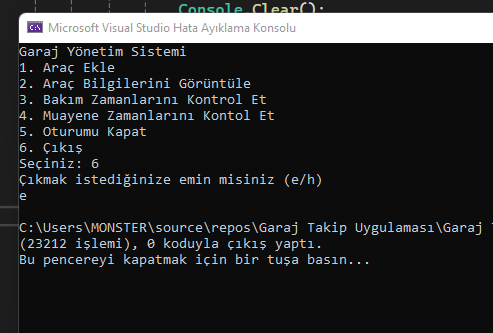 Console.Clear();
Microsoft Visual Studio Hata Ayıklama Konsolu
Garaj Yönetim Sistemi
1. Araç Ekle
2. Araç Bilgilerini Görüntüle
3. Bakım Zamanlarını Kontrol Et
4. Muayene Zamanlarını Kontol Et
5. Oturumu Kapat
6. Çıkış
Seçiniz: 6
Çıkmak istediğinize emin misiniz (e/h)
e
C:\Users\MONSTER\source\repos\Garaj Takip Uygulaması\Garaj
(23212 işlemi), 0 koduyla çıkış yaptı.
Bu pencereyi kapatmak için bir tuşa basın...